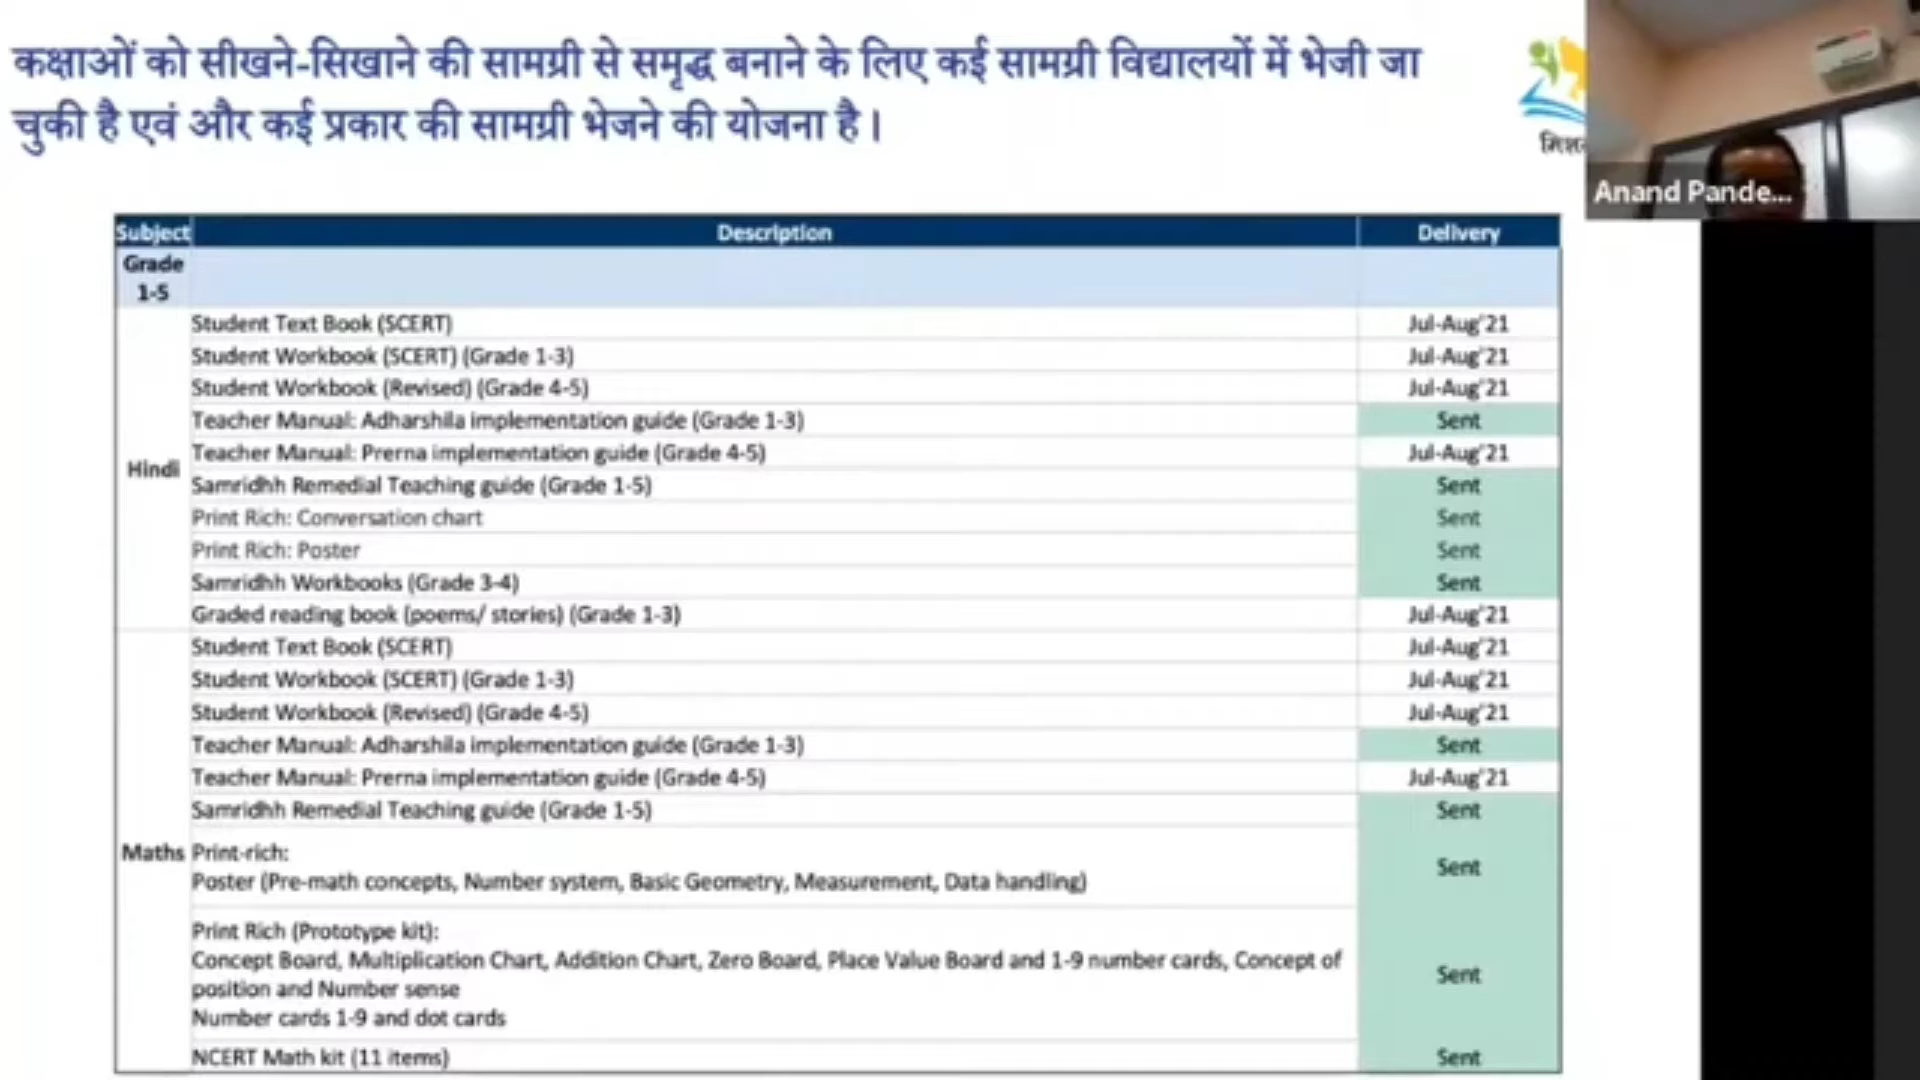 कक्षाओं को सीखने-सिखाने की सामग्री से समृद्ध बनाने के लिए कई सामग्री विद्यालयों में भेजी जा
चुकी है एवं और कई प्रकार की सामग्री भेजने की योजना है।
Anand Pande...
Subject Description Delivery
Grade
1-5
Student Text Book (SCERT) Jul-Aug'21
Student Workbook (SCERT) (Grade 1-3) Jul-Aug'21
Student Workbook (Revised) (Grade 4-5) Jul-Aug'21
Teacher Manual: Adharshila implementation guide (Grade 1-3) Sent
Teacher Manual: Prerna implementation guide (Grade 4-5) Jul-Aug'21
Hindi
Samridhh Remedial Teaching guide (Grade 1-5) Sent
Print Rich: Conversation chart Sent
Print Rich: Poster Sent
Samridhh Workbooks (Grade 3-4) Sent
Graded reading book (poems/ stories) (Grade 1-3) Jul-Aug'21
Student Text Book (SCERT) Jul-Aug'21
Student Workbook (SCERT) (Grade 1-3) Jul-Aug'21
Student Workbook (Revised) (Grade 4-5) Jul-Aug'21
Teacher Manual: Adharshila implementation guide (Grade 1-3) Sent
Teacher Manual: Prerna implementation guide (Grade 4-5) Jul-Aug'21
Samridhh Remedial Teaching guide (Grade 1-5) Sent
Maths Print-rich:
Poster (Pre-math concepts, Number system, Basic Geometry, Measurement, Data handling) Sent
Print Rich (Prototype kit):
Concept Board, Multiplication Chart, Addition Chart, Zero Board, Place Value Board and 1-9 number cards, Concept of
position and Number sense Sent
Number cards 1-9 and dot cards
NCERT Math kit (11 items) Sent